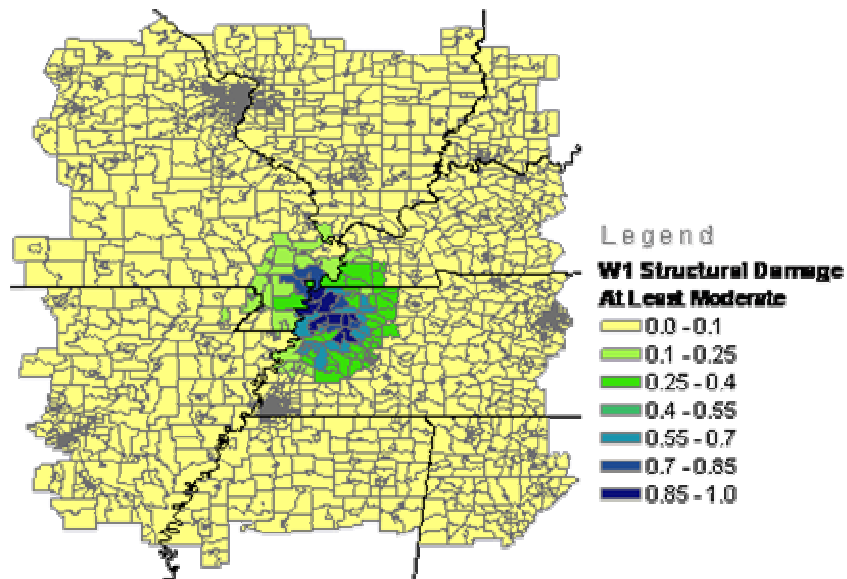 Legend
W1 Structural Damage
At Least Moderate
0.0 - 0.1
0.1 - 0.25
0.25 - 0.4
0.4 - 0.55
0.55 - 0.7
0.7 - 0.85
0.85 - 1.0